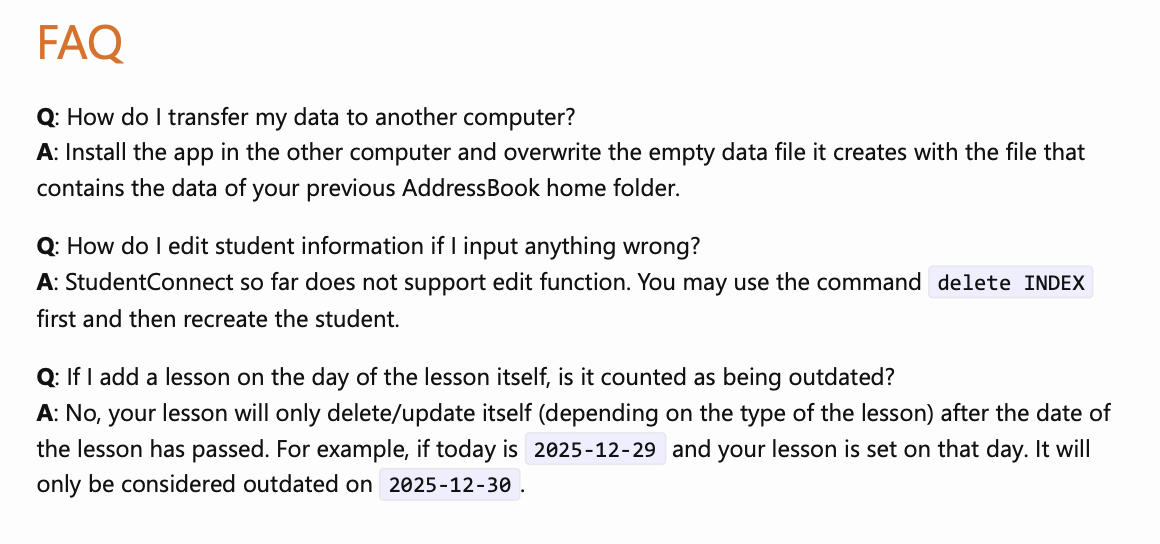 FAQ
Q: How do I transfer my data to another computer?
A: Install the app in the other computer and overwrite the empty data file it creates with the file that
contains the data of your previous AddressBook home folder.
Q: How do I edit student information if I input anything wrong?
A: StudentConnect so far does not support edit function. You may use the command delete INDEX
first and then recreate the student.
Q: If I add a lesson on the day of the lesson itself, is it counted as being outdated?
A: No, your lesson will only delete/update itself (depending on the type of the lesson) after the date of
the lesson has passed. For example, if today is 2025-12-29 and your lesson is set on that day. It will
only be considered outdated on 2025-12-30.